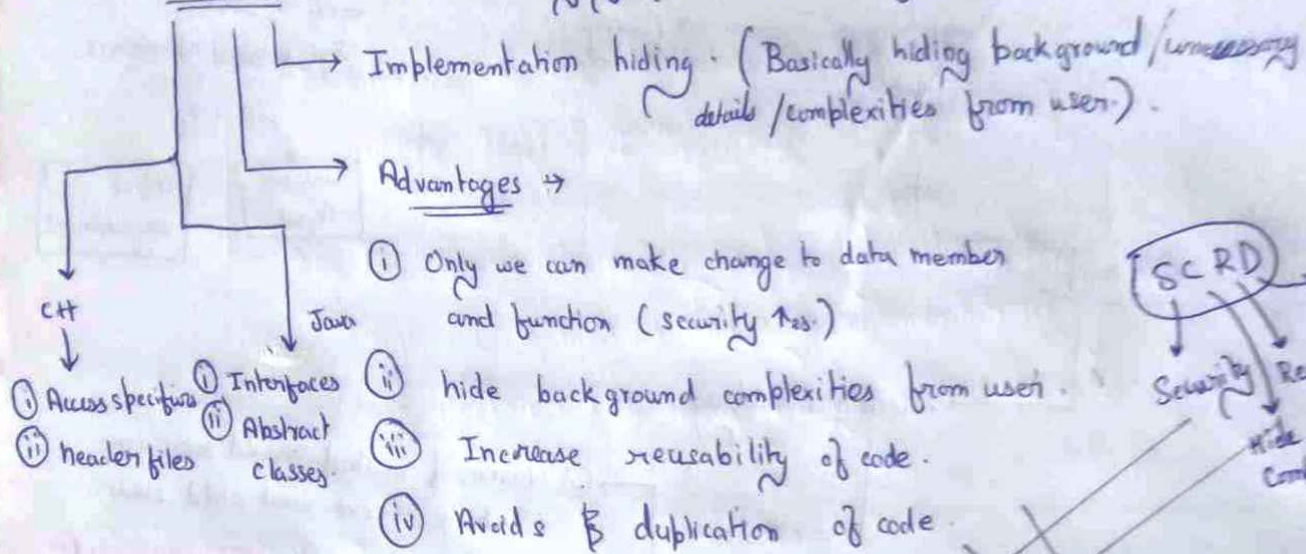 Implementation hiding. (Basically hiding background / unnecessary
details / complexities from user.).
Advantages →
① Only we can make change to data member
and function (security ↑es.)
ⅱ hide background complexities from user.
ⅲ Increase reusability of code.
ⅳ Avoids duplication of code.
C++
① Access specifiers
ⅱ header files
Java
① Interfaces
ⅱ Abstract
classes.
SCRD
Security
Re
Hide
Com